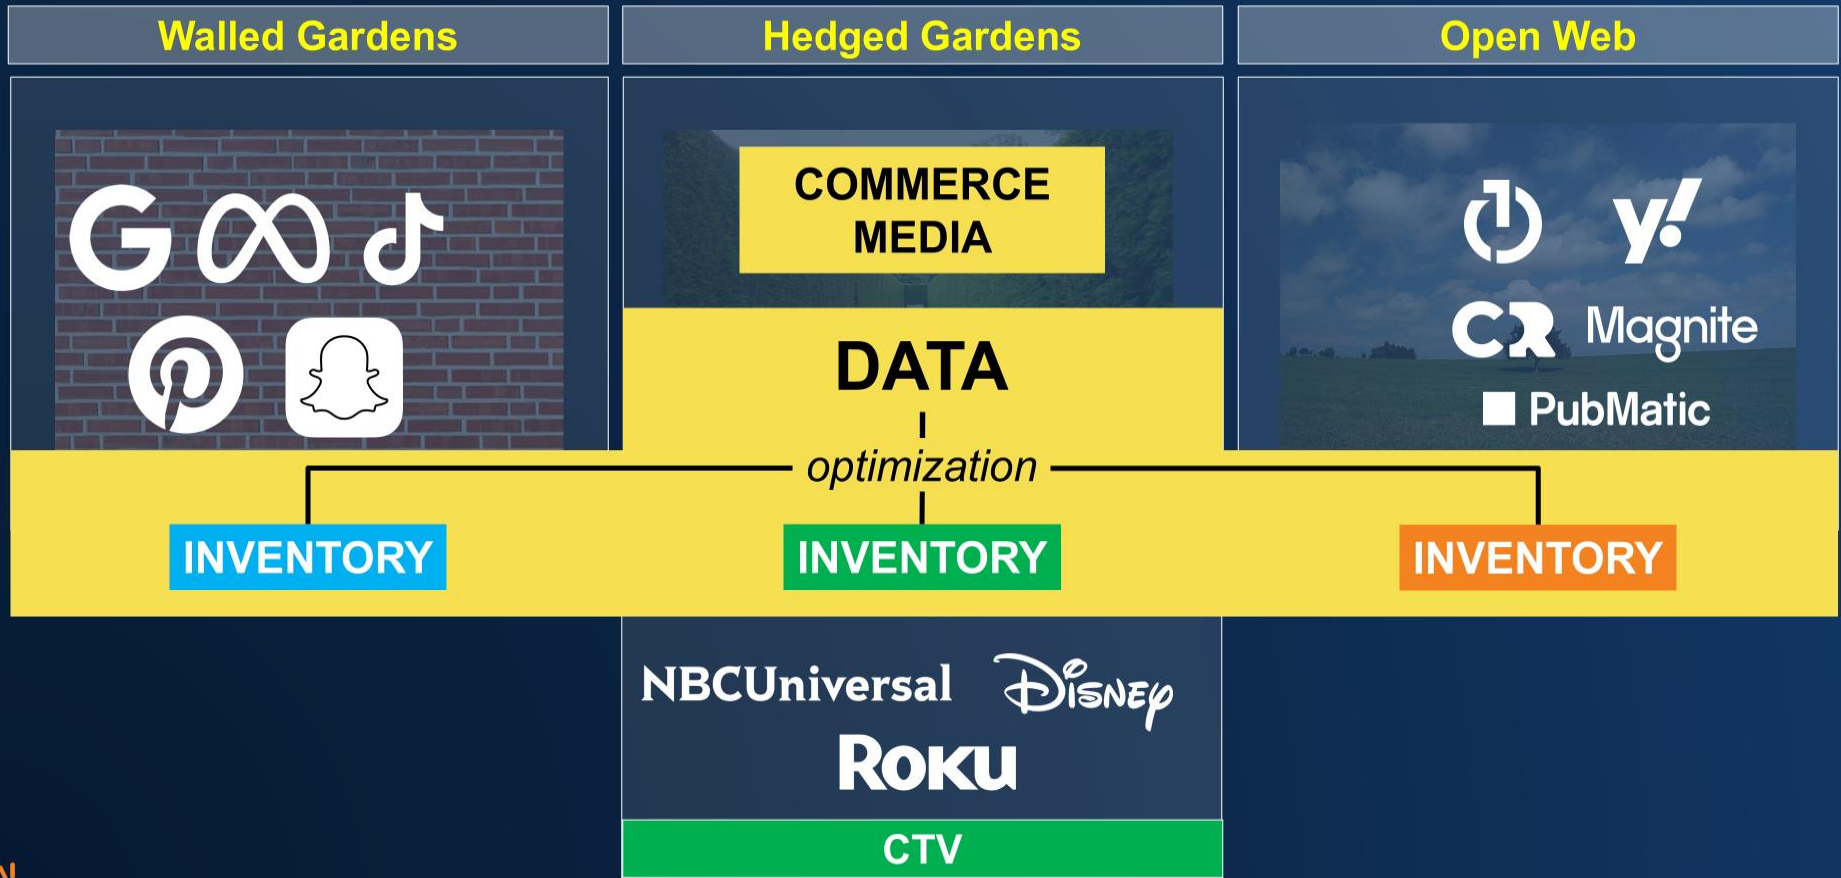 Walled Gardens
Hedged Gardens
Open Web
COMMERCE
MEDIA
y!
CR
Magnite
PubMatic
DATA
optimization
INVENTORY
INVENTORY
INVENTORY
NBCUniversal
Disney
Roku
CTV